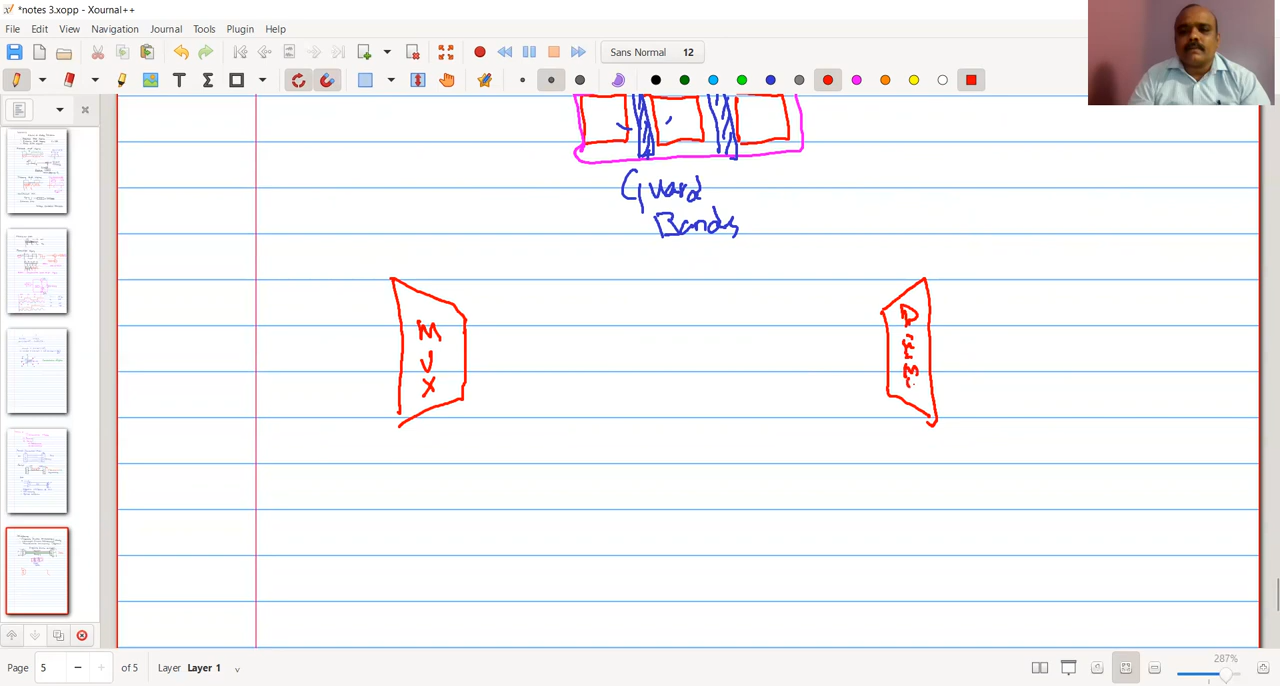 *notes 3.xopp - Xournal++
File Edit View Navigation Journal Tools Plugin Help
Sans Normal 12
Guard
Bands
M
U
X
Page 5 of 5 Layer Layer 1
287%